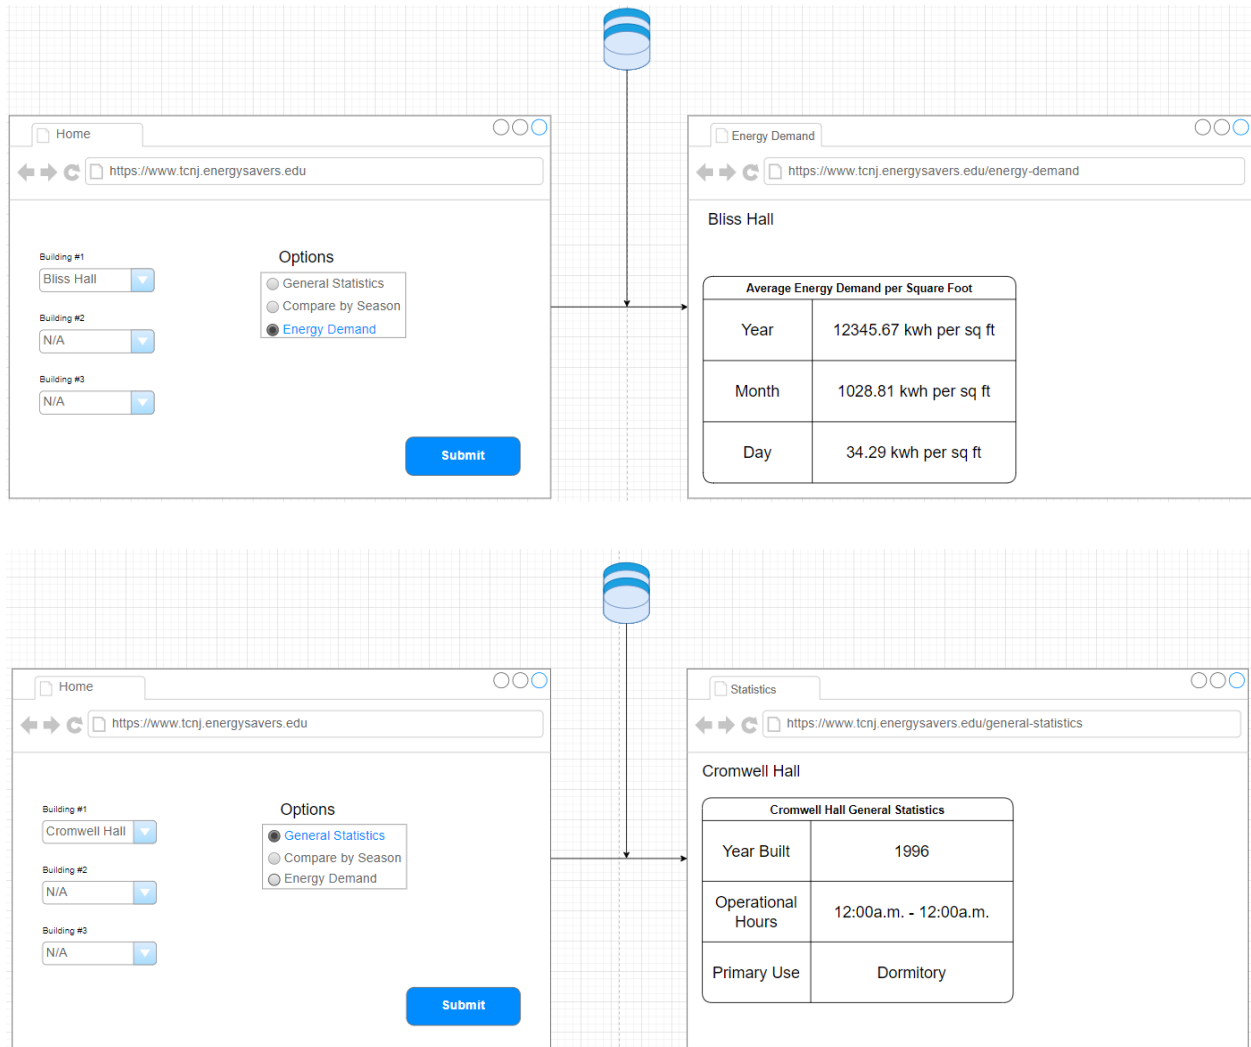 Home
https://www.tcnj.energysavers.edu
Building #1
Bliss Hall
Building #2
N/A
Building #3
N/A
Options
General Statistics
Compare by Season
Energy Demand
Submit
Energy Demand
https://www.tcnj.energysavers.edu/energy-demand
Bliss Hall
Average Energy Demand per Square Foot
Year 12345.67 kwh per sq ft
Month 1028.81 kwh per sq ft
Day 34.29 kwh per sq ft
Home
https://www.tcnj.energysavers.edu
Building #1
Cromwell Hall
Building #2
N/A
Building #3
N/A
Options
General Statistics
Compare by Season
Energy Demand
Submit
Statistics
https://www.tcnj.energysavers.edu/general-statistics
Cromwell Hall
Cromwell Hall General Statistics
Year Built 1996
Operational
Hours
12:00a.m. - 12:00a.m.
Primary Use Dormitory